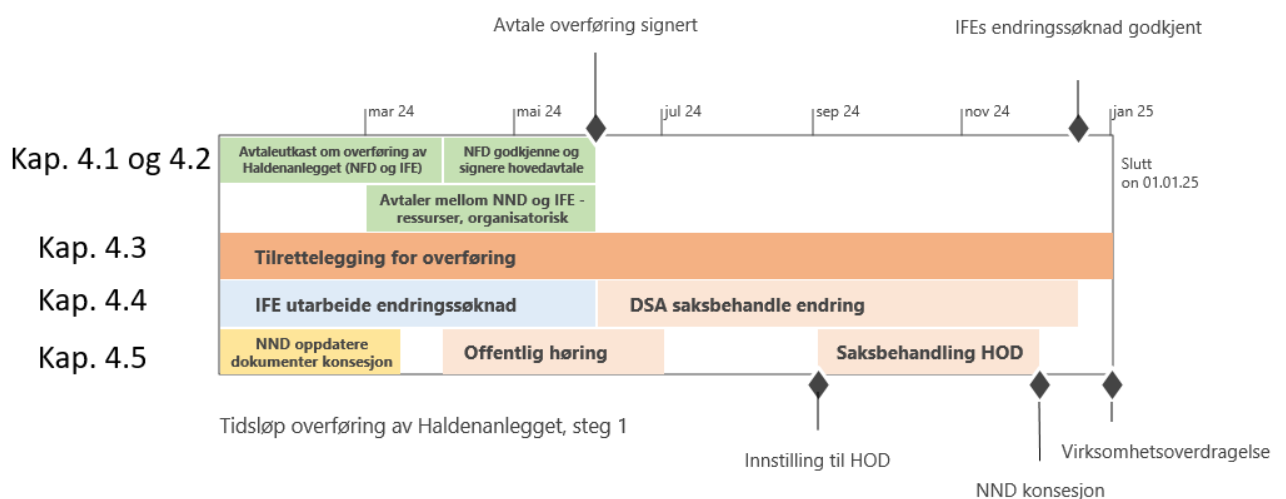 Avtale overføring signert
IFEs endringssøknad godkjent
mar 24
mai 24
jul 24
sep 24
nov 24
jan 25
Kap. 4.1 og 4.2
Avtaleutkast om overføring av
Haldenanlegget (NFD og IFE)
NFD godkjenne og
signere hovedavtale
Slutt
on 01.01.25
Avtaler mellom NND og IFE -
ressurser, organisatorisk
Kap. 4.3
Tilrettelegging for overføring
Kap. 4.4
IFE utarbeide endringssøknad
DSA saksbehandle endring
Kap. 4.5
NND oppdatere
dokumenter konsesjon
Offentlig høring
Saksbehandling HOD
Tidsløp overføring av Haldenanlegget, steg 1
Innstilling til HOD
Virksomhetsoverdragelse
NND konsesjon